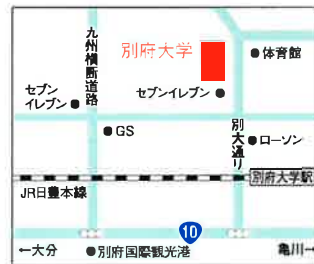 九州横断道路
別府大学
体育館
セブン
イレブン
セブンイレブン
GS
別大通り
ローソン
別府大学駅
JR日豊本線
10
←大分
別府国際観光港
亀川→